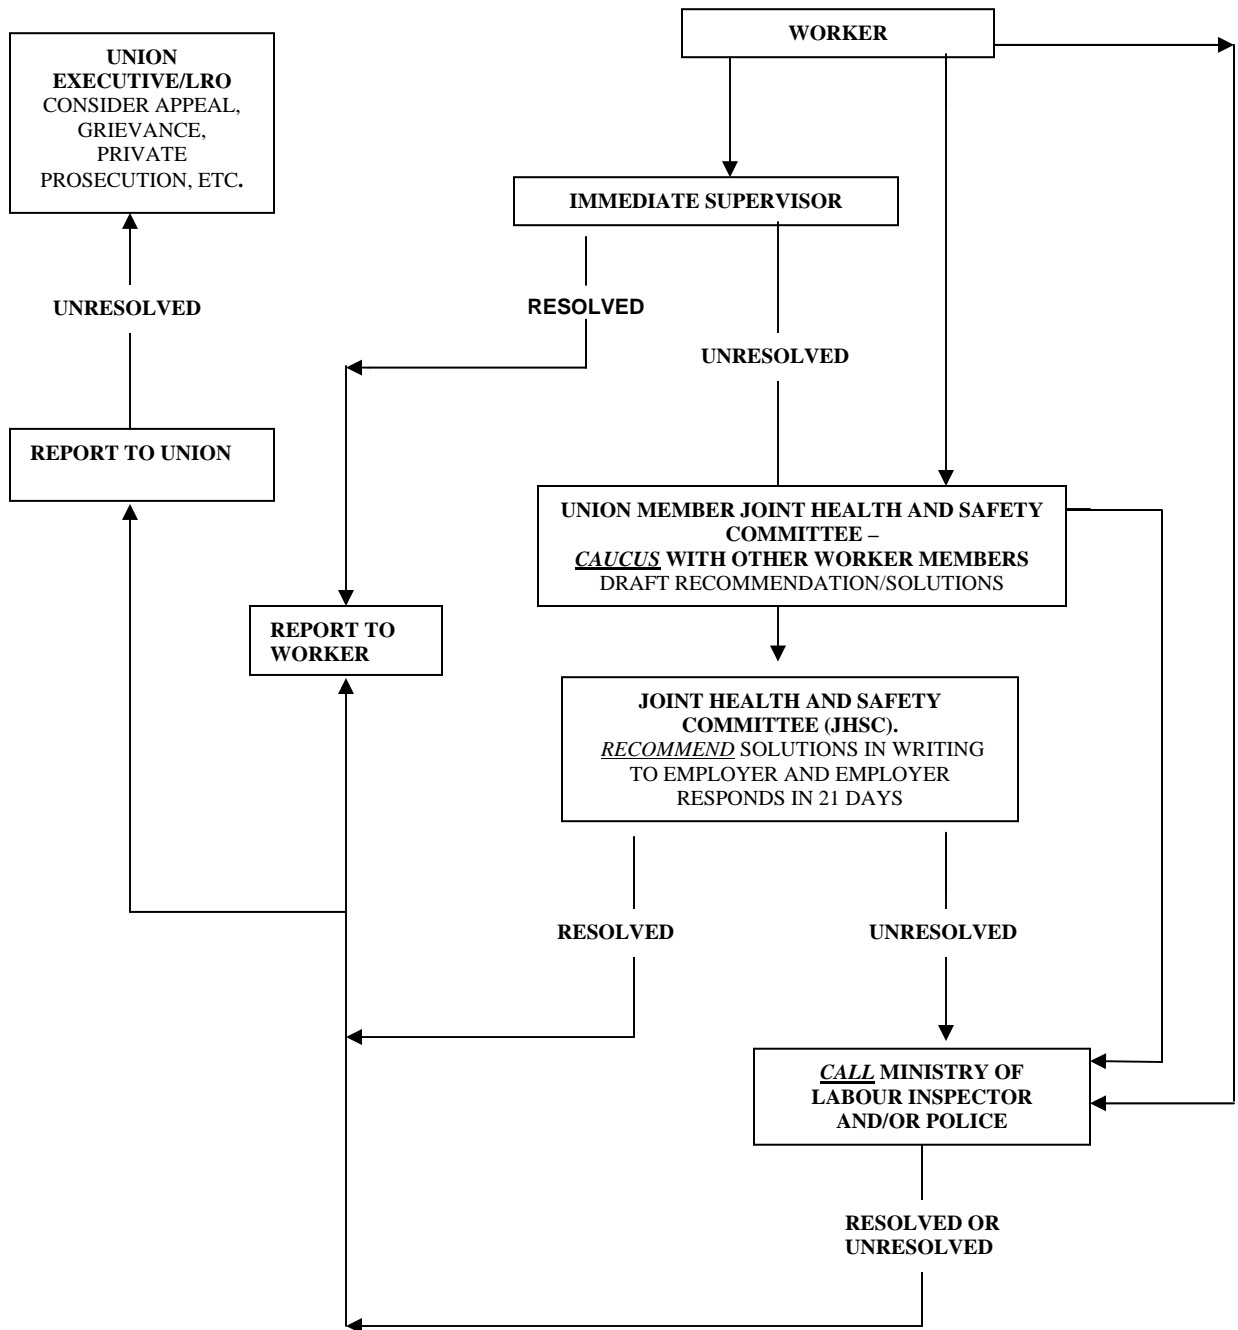 WORKER
UNION
EXECUTIVE/LRO
CONSIDER APPEAL,
GRIEVANCE,
PRIVATE
PROSECUTION, ETC.
IMMEDIATE SUPERVISOR
UNRESOLVED
RESOLVED
UNRESOLVED
REPORT TO UNION
UNION MEMBER JOINT HEALTH AND SAFETY
COMMITTEE –
CAUCUS WITH OTHER WORKER MEMBERS
DRAFT RECOMMENDATION/SOLUTIONS
REPORT TO
WORKER
JOINT HEALTH AND SAFETY
COMMITTEE (JHSC).
RECOMMEND SOLUTIONS IN WRITING
TO EMPLOYER AND EMPLOYER
RESPONDS IN 21 DAYS
RESOLVED
UNRESOLVED
CALL MINISTRY OF
LABOUR INSPECTOR
AND/OR POLICE
RESOLVED OR
UNRESOLVED